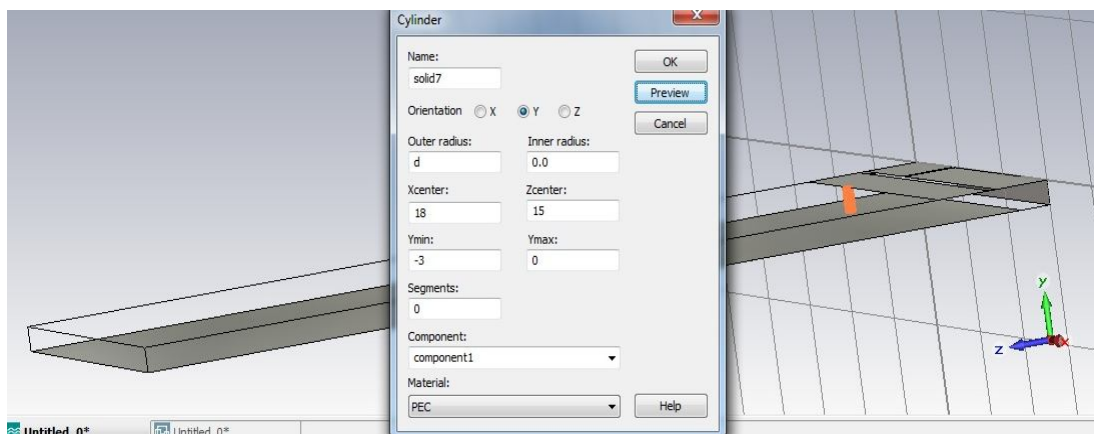 Cylinder
Name:
OK
solid7
Preview
Orientation X Y Z
Cancel
Outer radius: Inner radius:
d 0.0
Xcenter: Zcenter:
18 15
Ymin: Ymax:
-3 0
Segments:
0
Component:
component1
Material:
PEC
Help
y
z x
Untitled_0* Untitled_0*